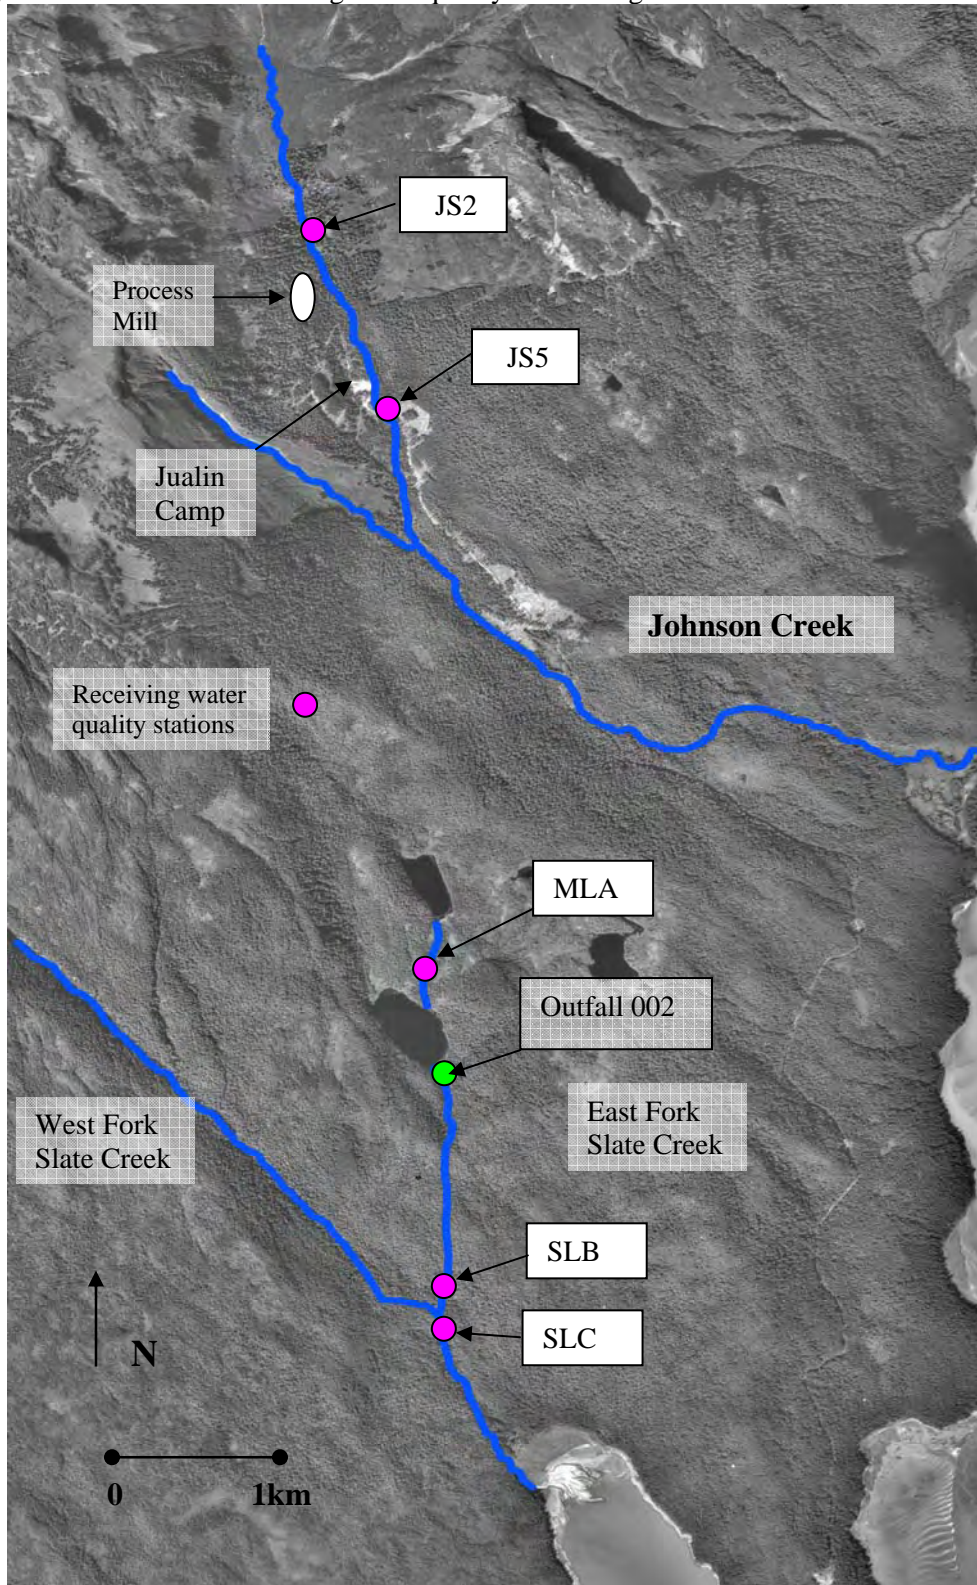 JS2
Process
Mill
JS5
Jualin
Camp
Johnson Creek
Receiving water
quality stations
MLA
Outfall 002
West Fork
Slate Creek
East Fork
Slate Creek
SLB
SLC
N
0 1km